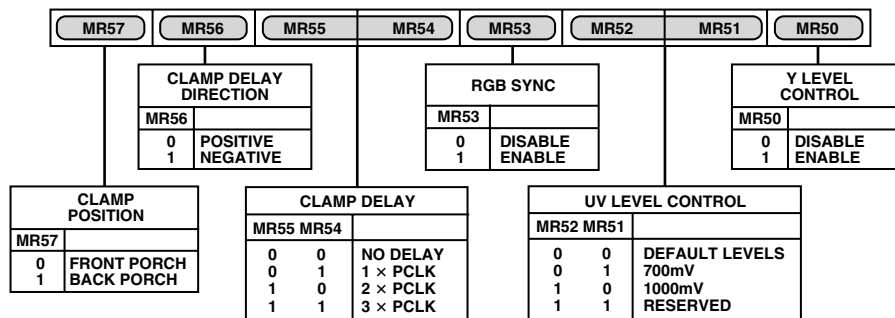 MR57 MR56 MR55 MR54 MR53 MR52 MR51 MR50
CLAMP DELAY
DIRECTION
MR56
0 POSITIVE
1 NEGATIVE
RGB SYNC
MR53
0 DISABLE
1 ENABLE
Y LEVEL
CONTROL
MR50
0 DISABLE
1 ENABLE
CLAMP
POSITION
MR57
0 FRONT PORCH
1 BACK PORCH
CLAMP DELAY
MR55 MR54
0 0 NO DELAY
0 1 1 × PCLK
1 0 2 × PCLK
1 1 3 × PCLK
UV LEVEL CONTROL
MR52 MR51
0 0 DEFAULT LEVELS
0 1 700mV
1 0 1000mV
1 1 RESERVED